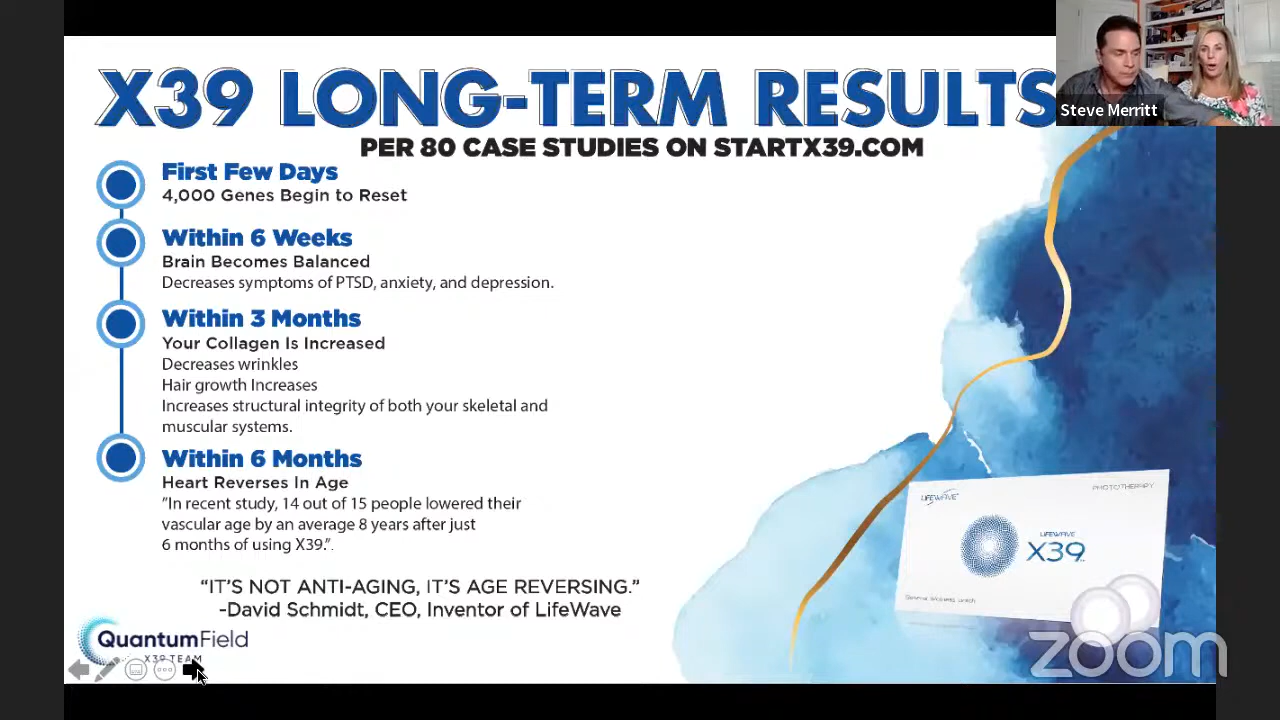 X39 LONG-TERM RESULTS
Steve Merritt
PER 80 CASE STUDIES ON STARTX39.COM
First Few Days
4,000 Genes Begin to Reset
Within 6 Weeks
Brain Becomes Balanced
Decreases symptoms of PTSD, anxiety, and depression.
Within 3 Months
Your Collagen Is Increased
Decreases wrinkles
Hair growth Increases
Increases structural integrity of both your skeletal and
muscular systems.
Within 6 Months
Heart Reverses In Age
"In recent study, 14 out of 15 people lowered their
vascular age by an average 8 years after just
6 months of using X39.".
"IT'S NOT ANTI-AGING, IT'S AGE REVERSING."
-David Schmidt, CEO, Inventor of LifeWave
LIFEWAVE
PHOTOTHERAPY
LIFEWAVE
X39
QuantumField
X39 TEAM
zoom